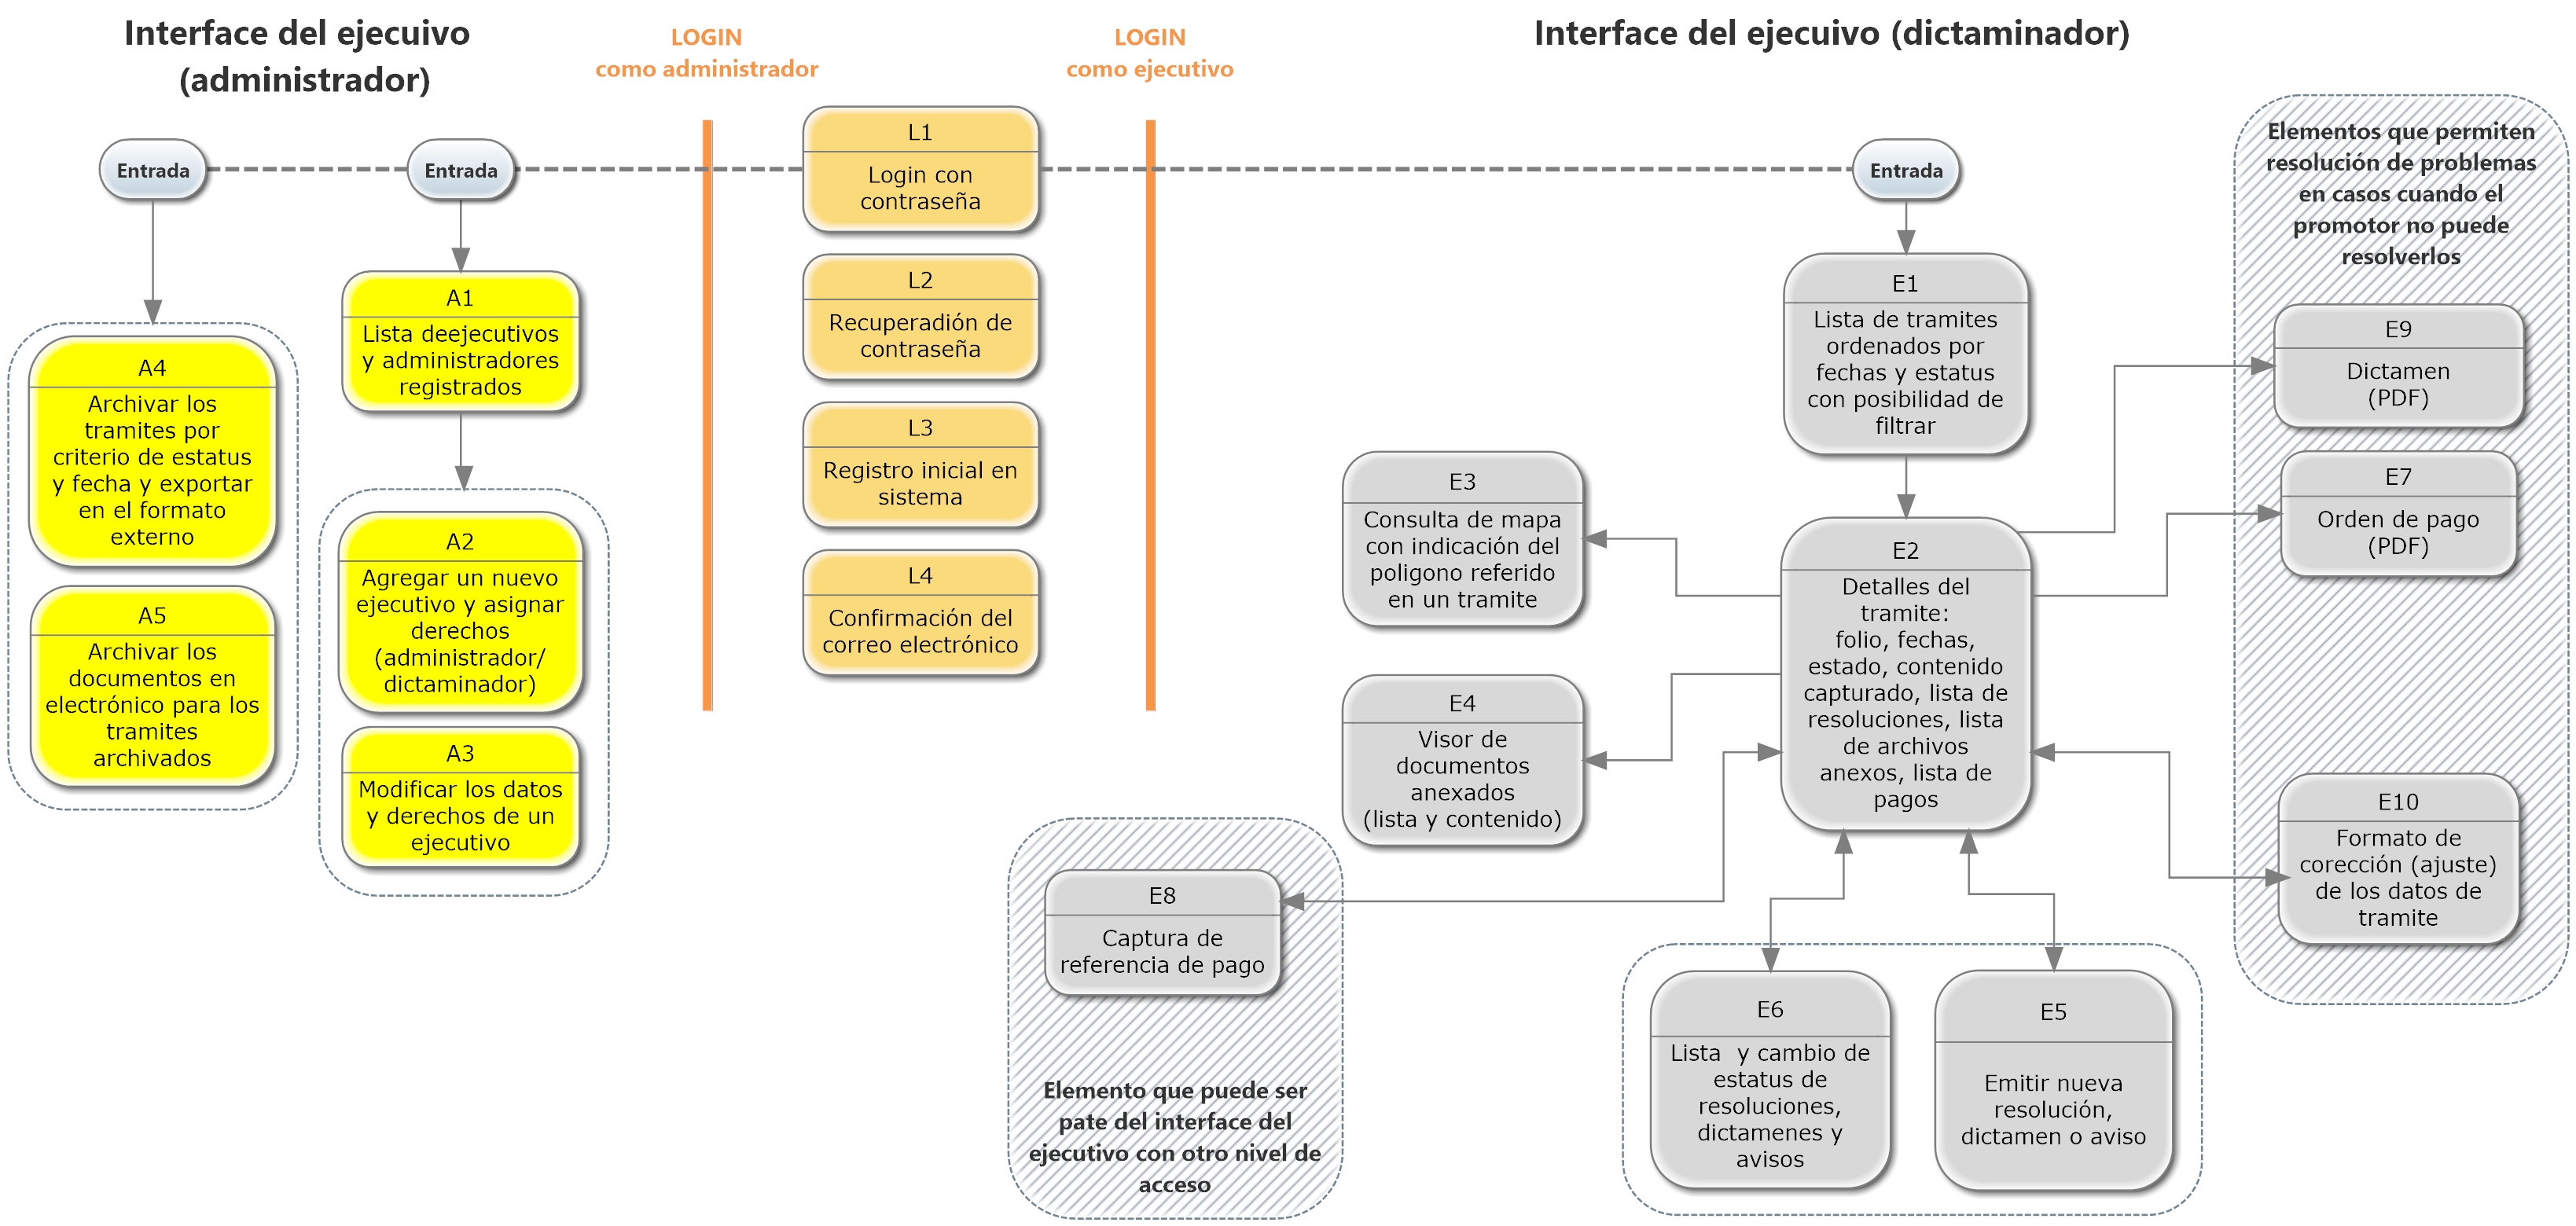 Interface del ejecuivo
(administrador)
LOGIN
como administrador
LOGIN
como ejecutivo
Interface del ejecuivo (dictaminador)
Entrada
Entrada
Entrada
A4
Archivar los
tramites por
criterio de estatus
y fecha y exportar
en el formato
externo
A5
Archivar los
documentos en
electrónico para los
tramites
archivados
A1
Lista deejecutivos
y administradores
registrados
A2
Agregar un nuevo
ejecutivo y asignar
derechos
(administrador/
dictaminador)
A3
Modificar los datos
y derechos de un
ejecutivo
L1
Login con
contraseña
L2
Recuperadión de
contraseña
L3
Registro inicial en
sistema
L4
Confirmación del
correo electrónico
E1
Lista de tramites
ordenados por
fechas y estatus
con posibilidad de
filtrar
E3
Consulta de mapa
con indicación del
poligono referido
en un tramite
E4
Visor de
documentos
anexados
(lista y contenido)
E2
Detalles del
tramite:
folio, fechas,
estado, contenido
capturado, lista de
resoluciones, lista
de archivos
anexos, lista de
pagos
E8
Captura de
referencia de pago
Elemento que puede ser
pate del interface del
ejecutivo con otro nivel de
acceso
E6
Lista  y cambio de
estatus de
resoluciones,
dictamenes y
avisos
E5
Emitir nueva
resolución,
dictamen o aviso
Elementos que permiten
resolución de problemas
en casos cuando el
promotor no puede
resolverlos
E9
Dictamen
(PDF)
E7
Orden de pago
(PDF)
E10
Formato de
corección (ajuste)
de los datos de
tramite